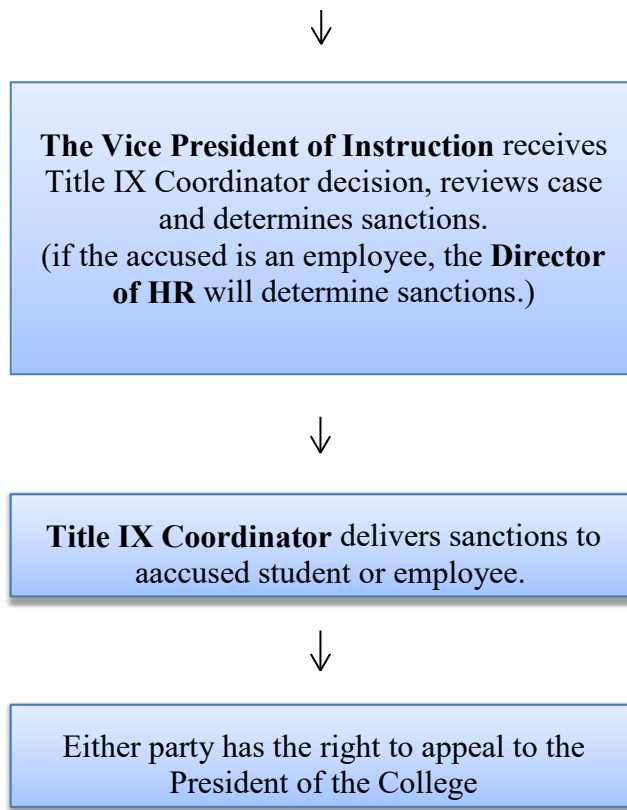 The Vice President of Instruction receives
Title IX Coordinator decision, reviews case
and determines sanctions.
(if the accused is an employee, the Director
of HR will determine sanctions.)
Title IX Coordinator delivers sanctions to
aaccused student or employee.
Either party has the right to appeal to the
President of the College